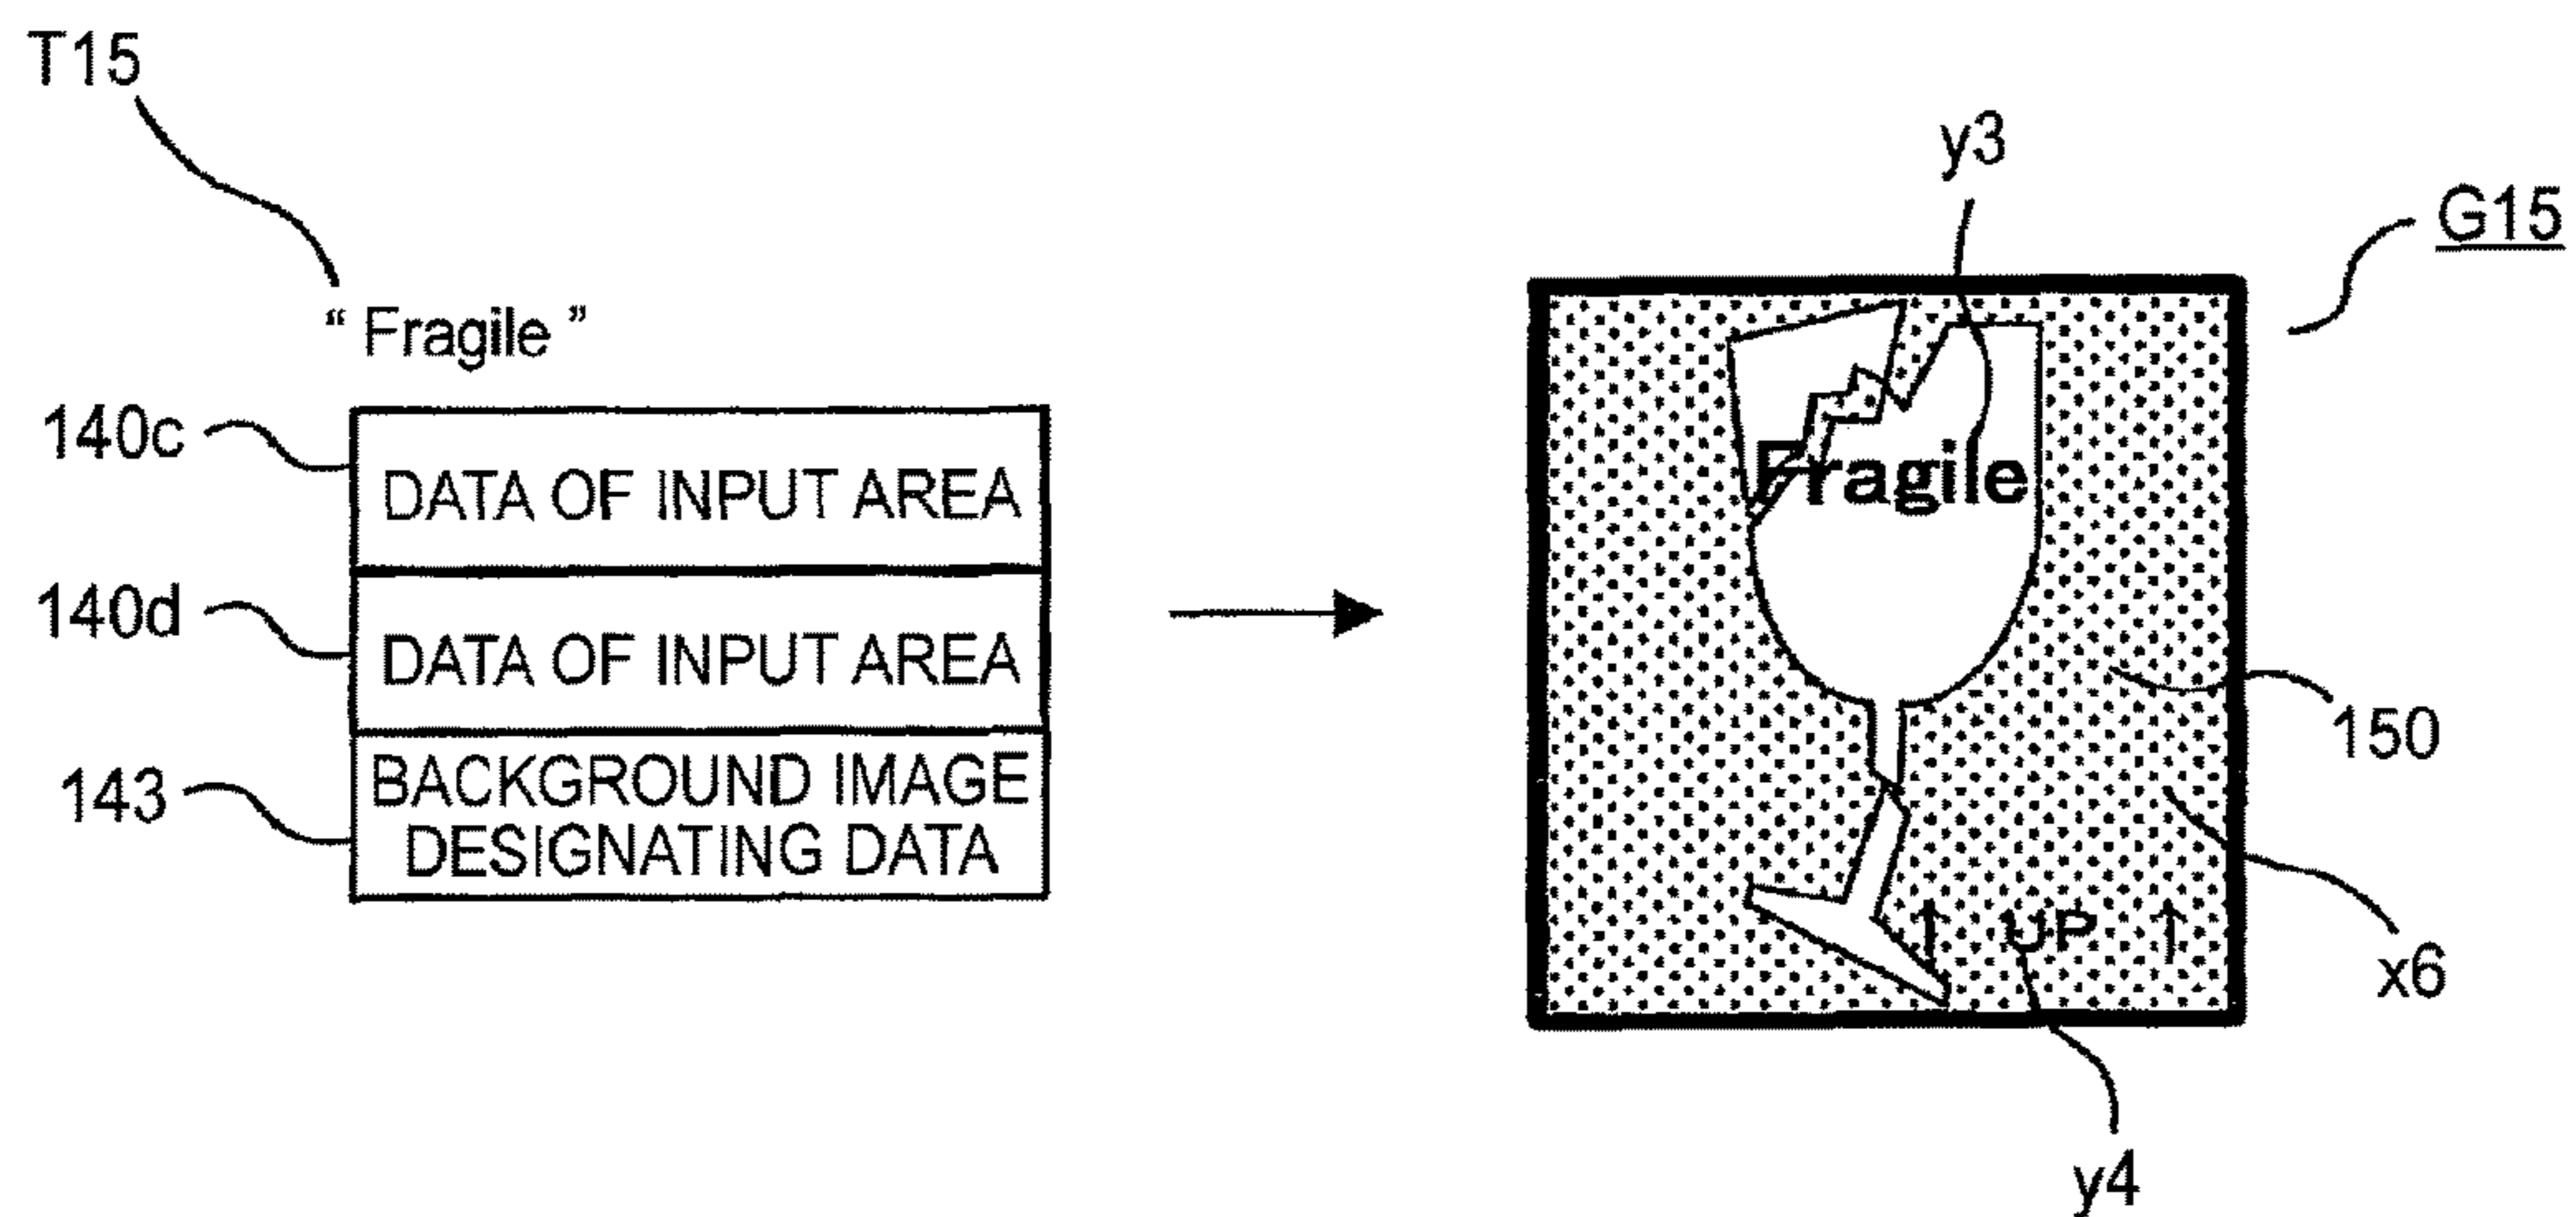 T15
“ Fragile ”
140c
DATA OF INPUT AREA
140d
DATA OF INPUT AREA
143
BACKGROUND IMAGE
DESIGNATING DATA
y3
G15
Fragile
150
↑ UP ↑
x6
y4